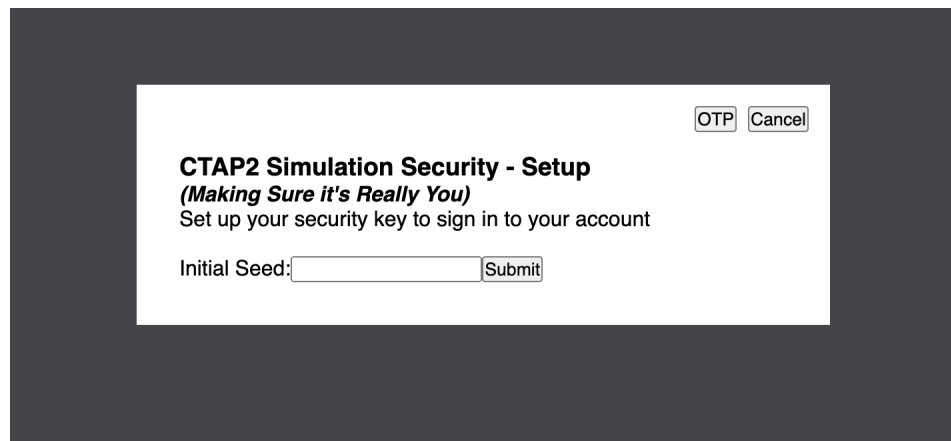 OTP Cancel
CTAP2 Simulation Security - Setup
(Making Sure it's Really You)
Set up your security key to sign in to your account
Initial Seed: Submit